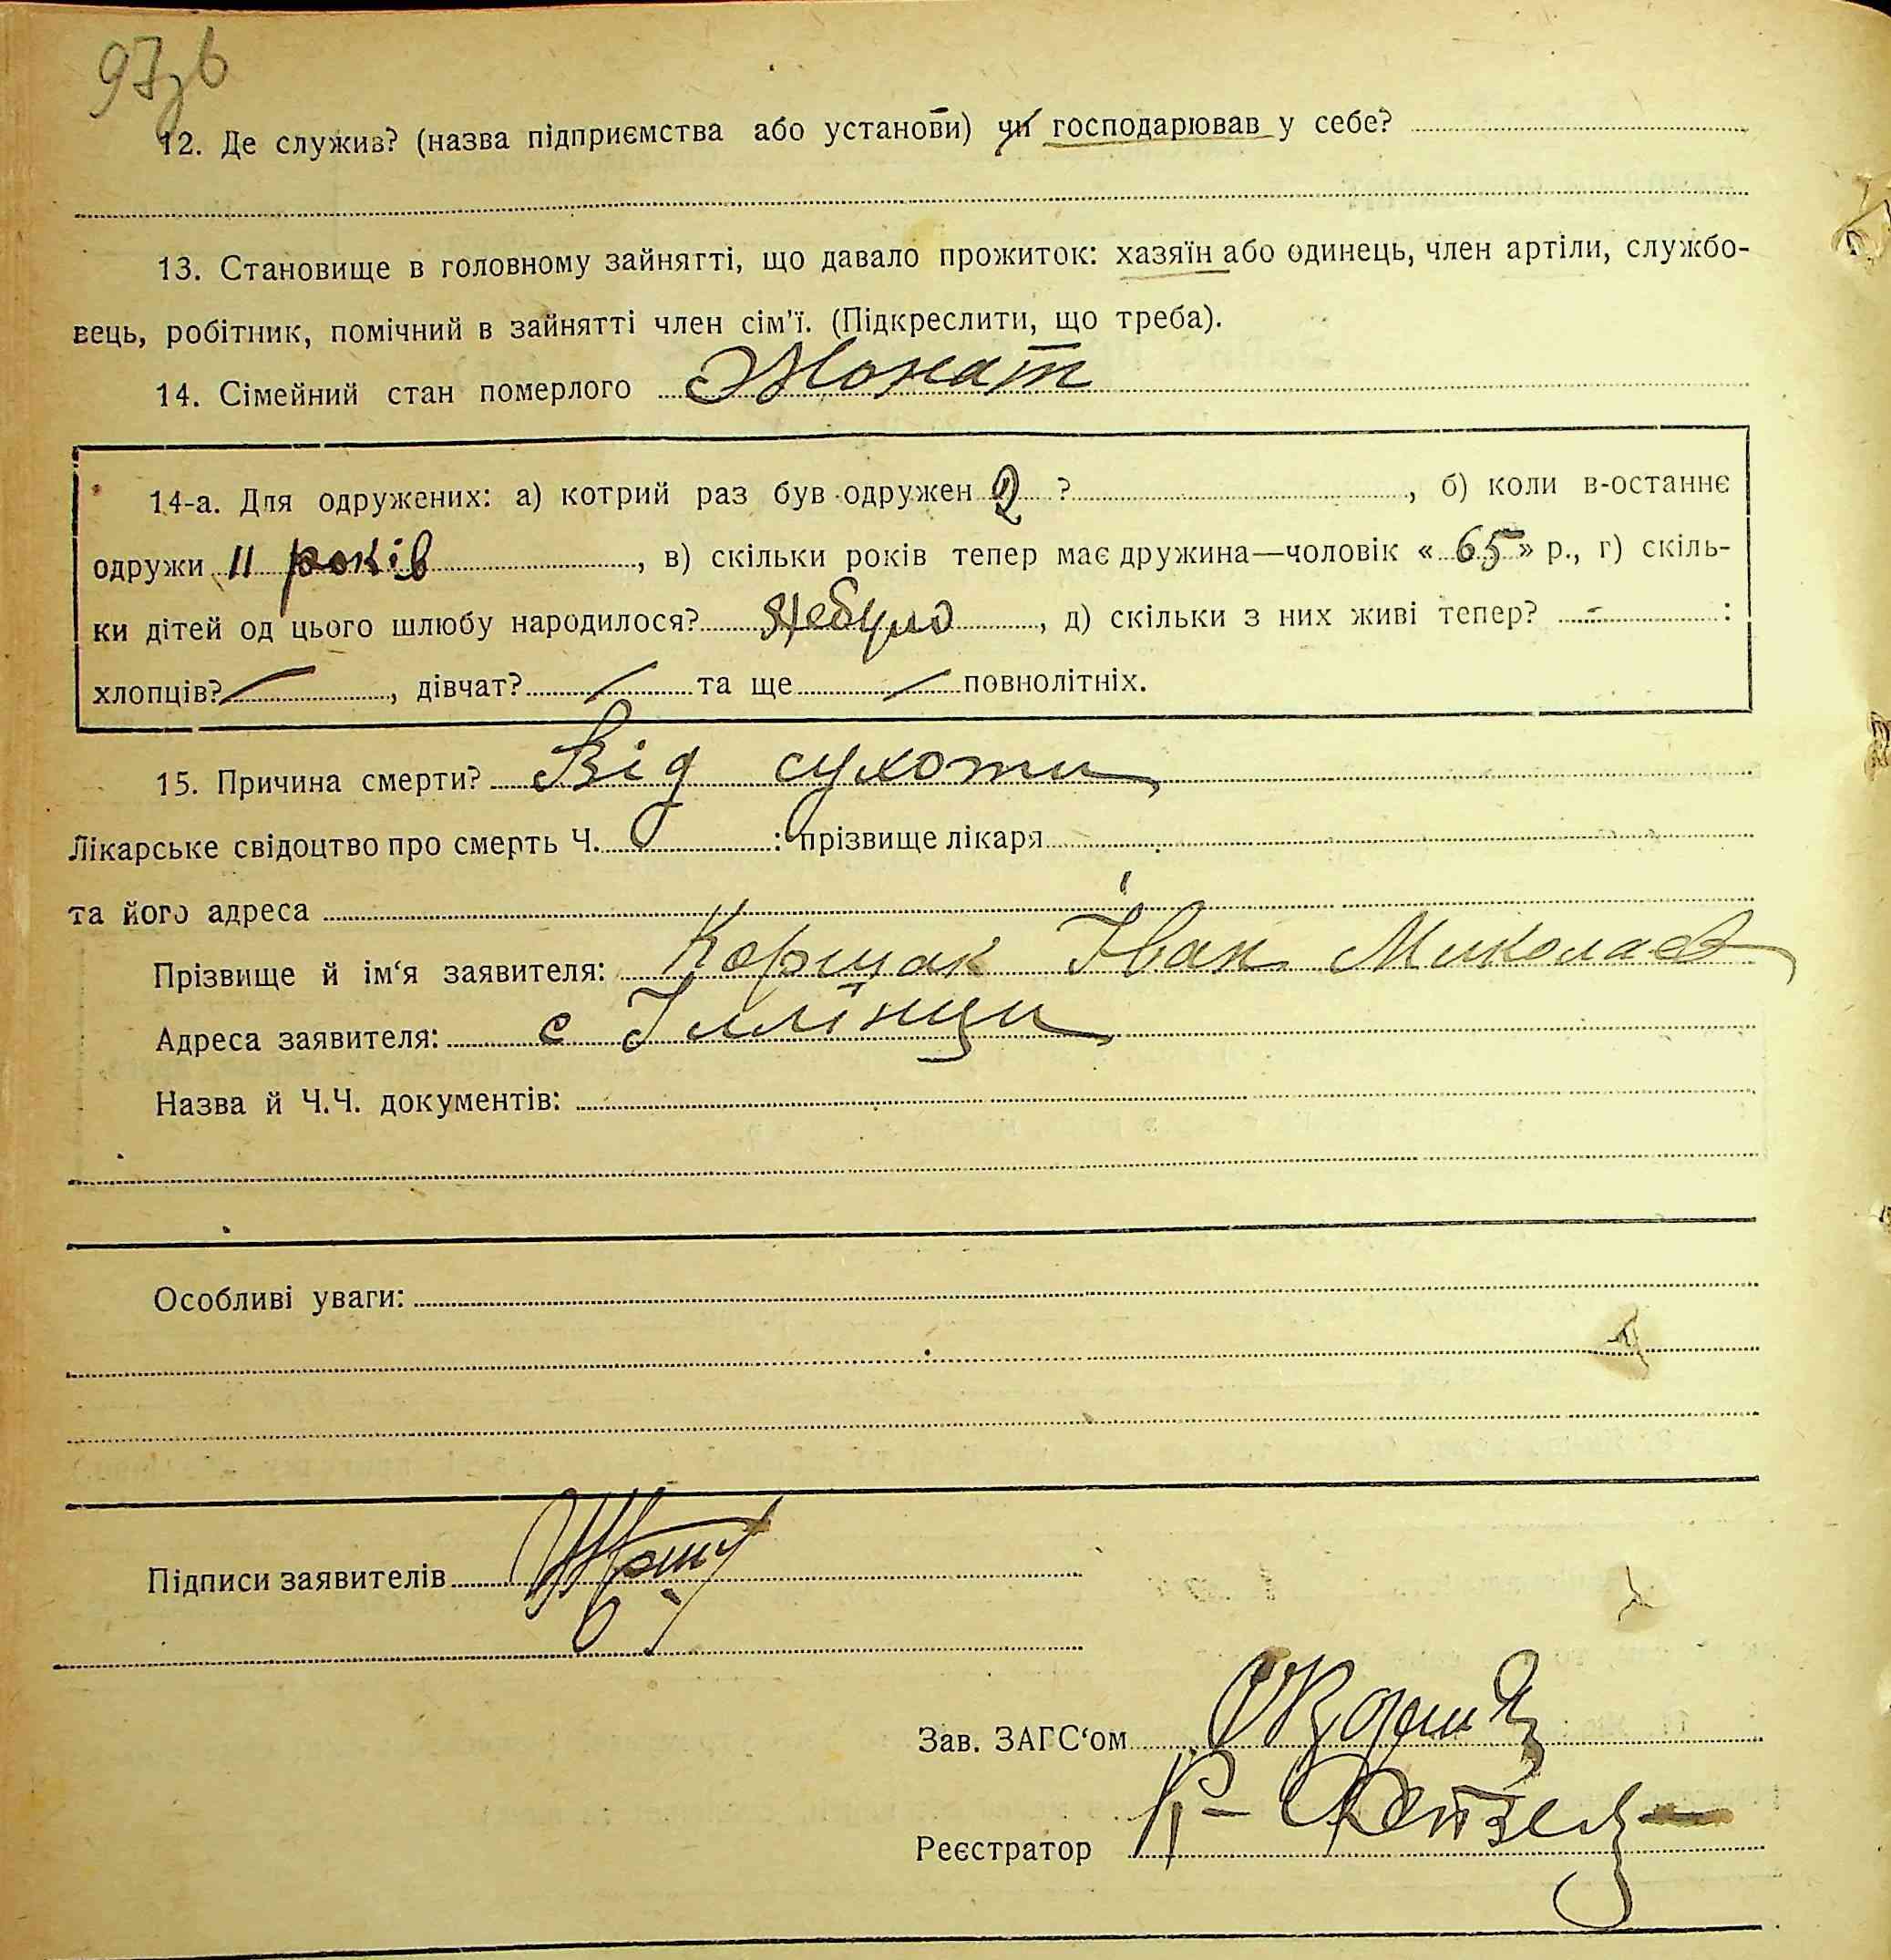 97зб
12. Де служив? (назва підприємства або установи) чи господарював у себе?
13. Становище в головному зайнятті, що давало прожиток: хазяїн або одинець, член артіли, службо-
вець, робітник, помічний в зайнятті член сім'ї. (Підкреслити, що треба).
14. Сімейний стан померлого Жонат
14-а. Для одружених: а) котрий раз був одружен 2 ?, б) коли в-останнє
одружи 11 років, в) скільки років тепер має дружина—чоловік «65» р., г) скіль-
ки дітей од цього шлюбу народилося? Небуло, д) скільки з них живі тепер? - :
хлопців? —, дівчат? — та ще — повнолітніх.
15. Причина смерти? Від сухоти
Лікарське свідоцтво про смерть Ч. : прізвище лікаря
та його адреса
Прізвище й ім'я заявителя: Корщак Іван Миколаєв
Адреса заявителя: с Іллінци
Назва й Ч.Ч. документів:
Особливі уваги:
Підписи заявителів
Зав. ЗАГС'ом
Реєстратор